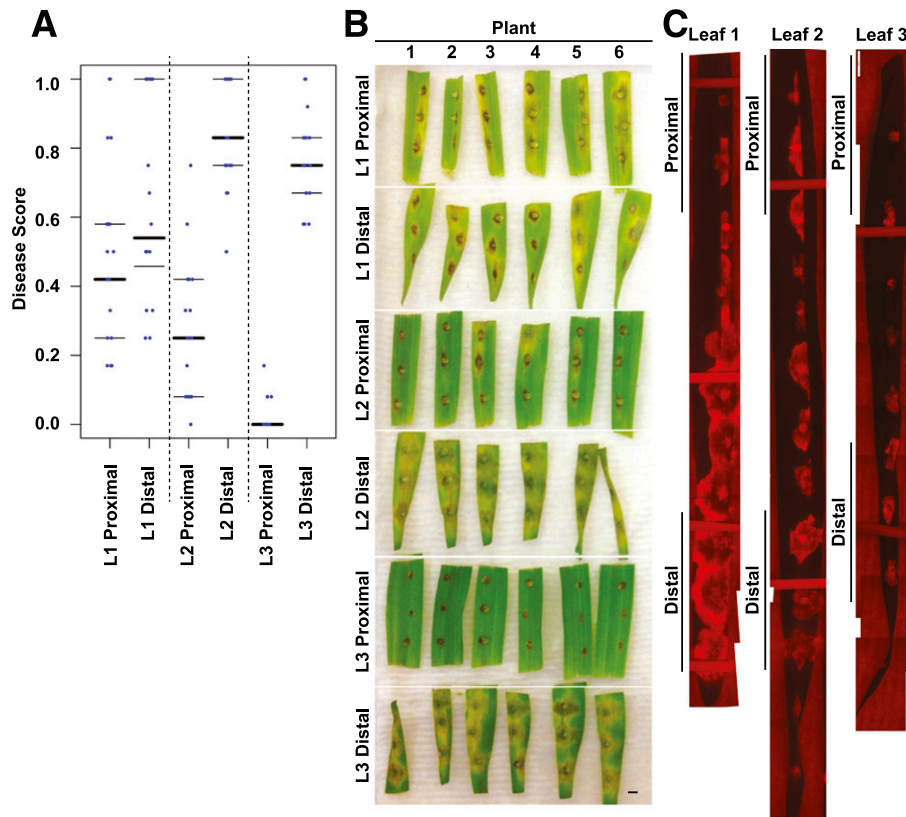 A
Disease Score
1.0
0.8
0.6
0.4
0.2
0.0
L1 Proximal
L1 Distal
L2 Proximal
L2 Distal
L3 Proximal
L3 Distal
B
Plant
1 2 3 4 5 6
L1 Proximal
L1 Distal
L2 Proximal
L2 Distal
L3 Proximal
L3 Distal
C
Leaf 1 Leaf 2 Leaf 3
Proximal Proximal Proximal
Distal Distal Distal